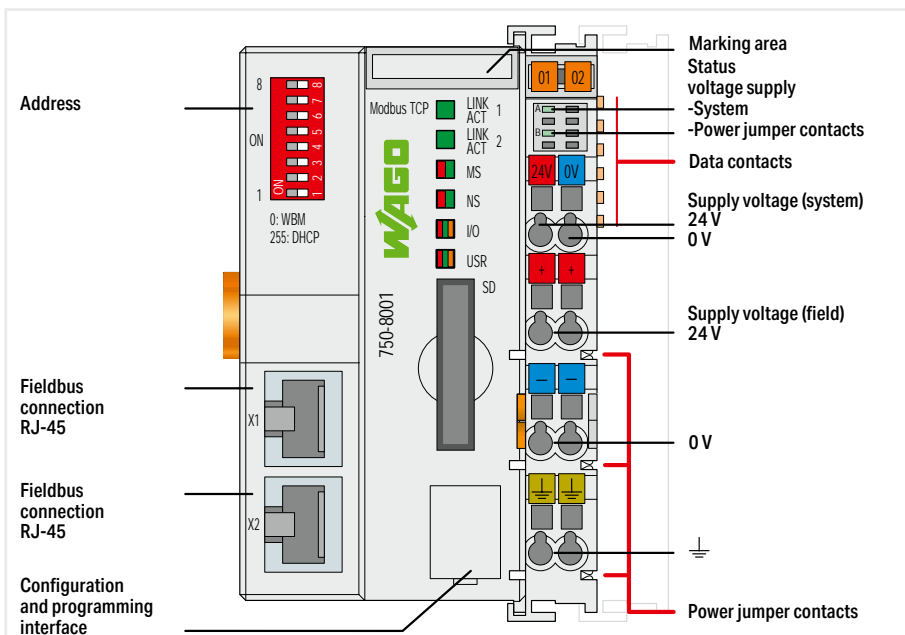 Address
Fieldbus
connection
RJ-45
Fieldbus
connection
RJ-45
Configuration
and programming
interface
8
ON
1
ON
1 2 3 4 5 6 7 8
0: WBM
255: DHCP
X1
X2
Modbus TCP
LINK
ACT 1
LINK
ACT 2
MS
NS
I/O
USR
SD
WAGO
750-8001
01 02
A
B
24V 0V
+ +
— —
Marking area
Status
voltage supply
-System
-Power jumper contacts
Data contacts
Supply voltage (system)
24 V
0 V
Supply voltage (field)
24 V
0 V
Power jumper contacts